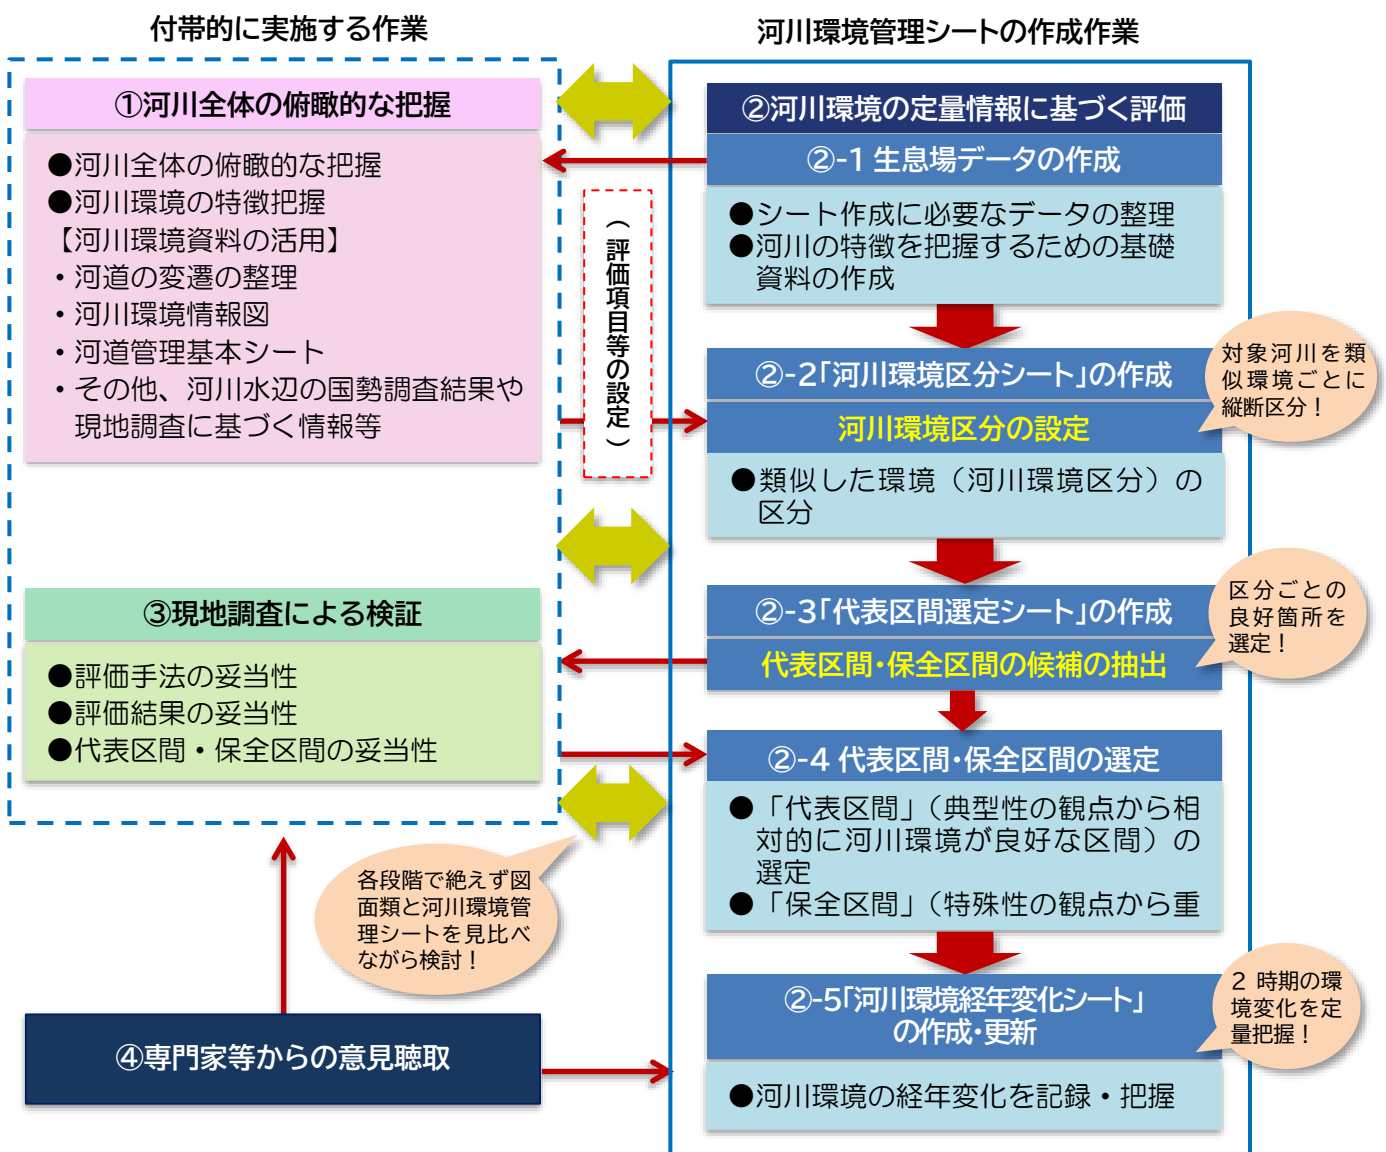 付帯的に実施する作業
①河川全体の俯瞰的な把握
●河川全体の俯瞰的な把握
●河川環境の特徴把握
【河川環境資料の活用】
・河道の変遷の整理
・河川環境情報図
・河道管理基本シート
・その他、河川水辺の国勢調査結果や
現地調査に基づく情報等
③現地調査による検証
●評価手法の妥当性
●評価結果の妥当性
●代表区間・保全区間の妥当性
④専門家等からの意見聴取
各段階で絶えず図
面類と河川環境管
理シートを見比べ
ながら検討！
（評価項目等の設定）
河川環境管理シートの作成作業
②河川環境の定量情報に基づく評価
②-1 生息場データの作成
●シート作成に必要なデータの整理
●河川の特徴を把握するための基礎
資料の作成
②-2「河川環境区分シート」の作成
河川環境区分の設定
●類似した環境（河川環境区分）の
区分
対象河川を類
似環境ごとに
縦断区分！
②-3「代表区間選定シート」の作成
代表区間・保全区間の候補の抽出
区分ごとの
良好箇所を
選定！
②-4 代表区間・保全区間の選定
●「代表区間」（典型性の観点から相
対的に河川環境が良好な区間）の
選定
●「保全区間」（特殊性の観点から重
②-5「河川環境経年変化シート」
の作成・更新
●河川環境の経年変化を記録・把握
2 時期の環
境変化を定
量把握！